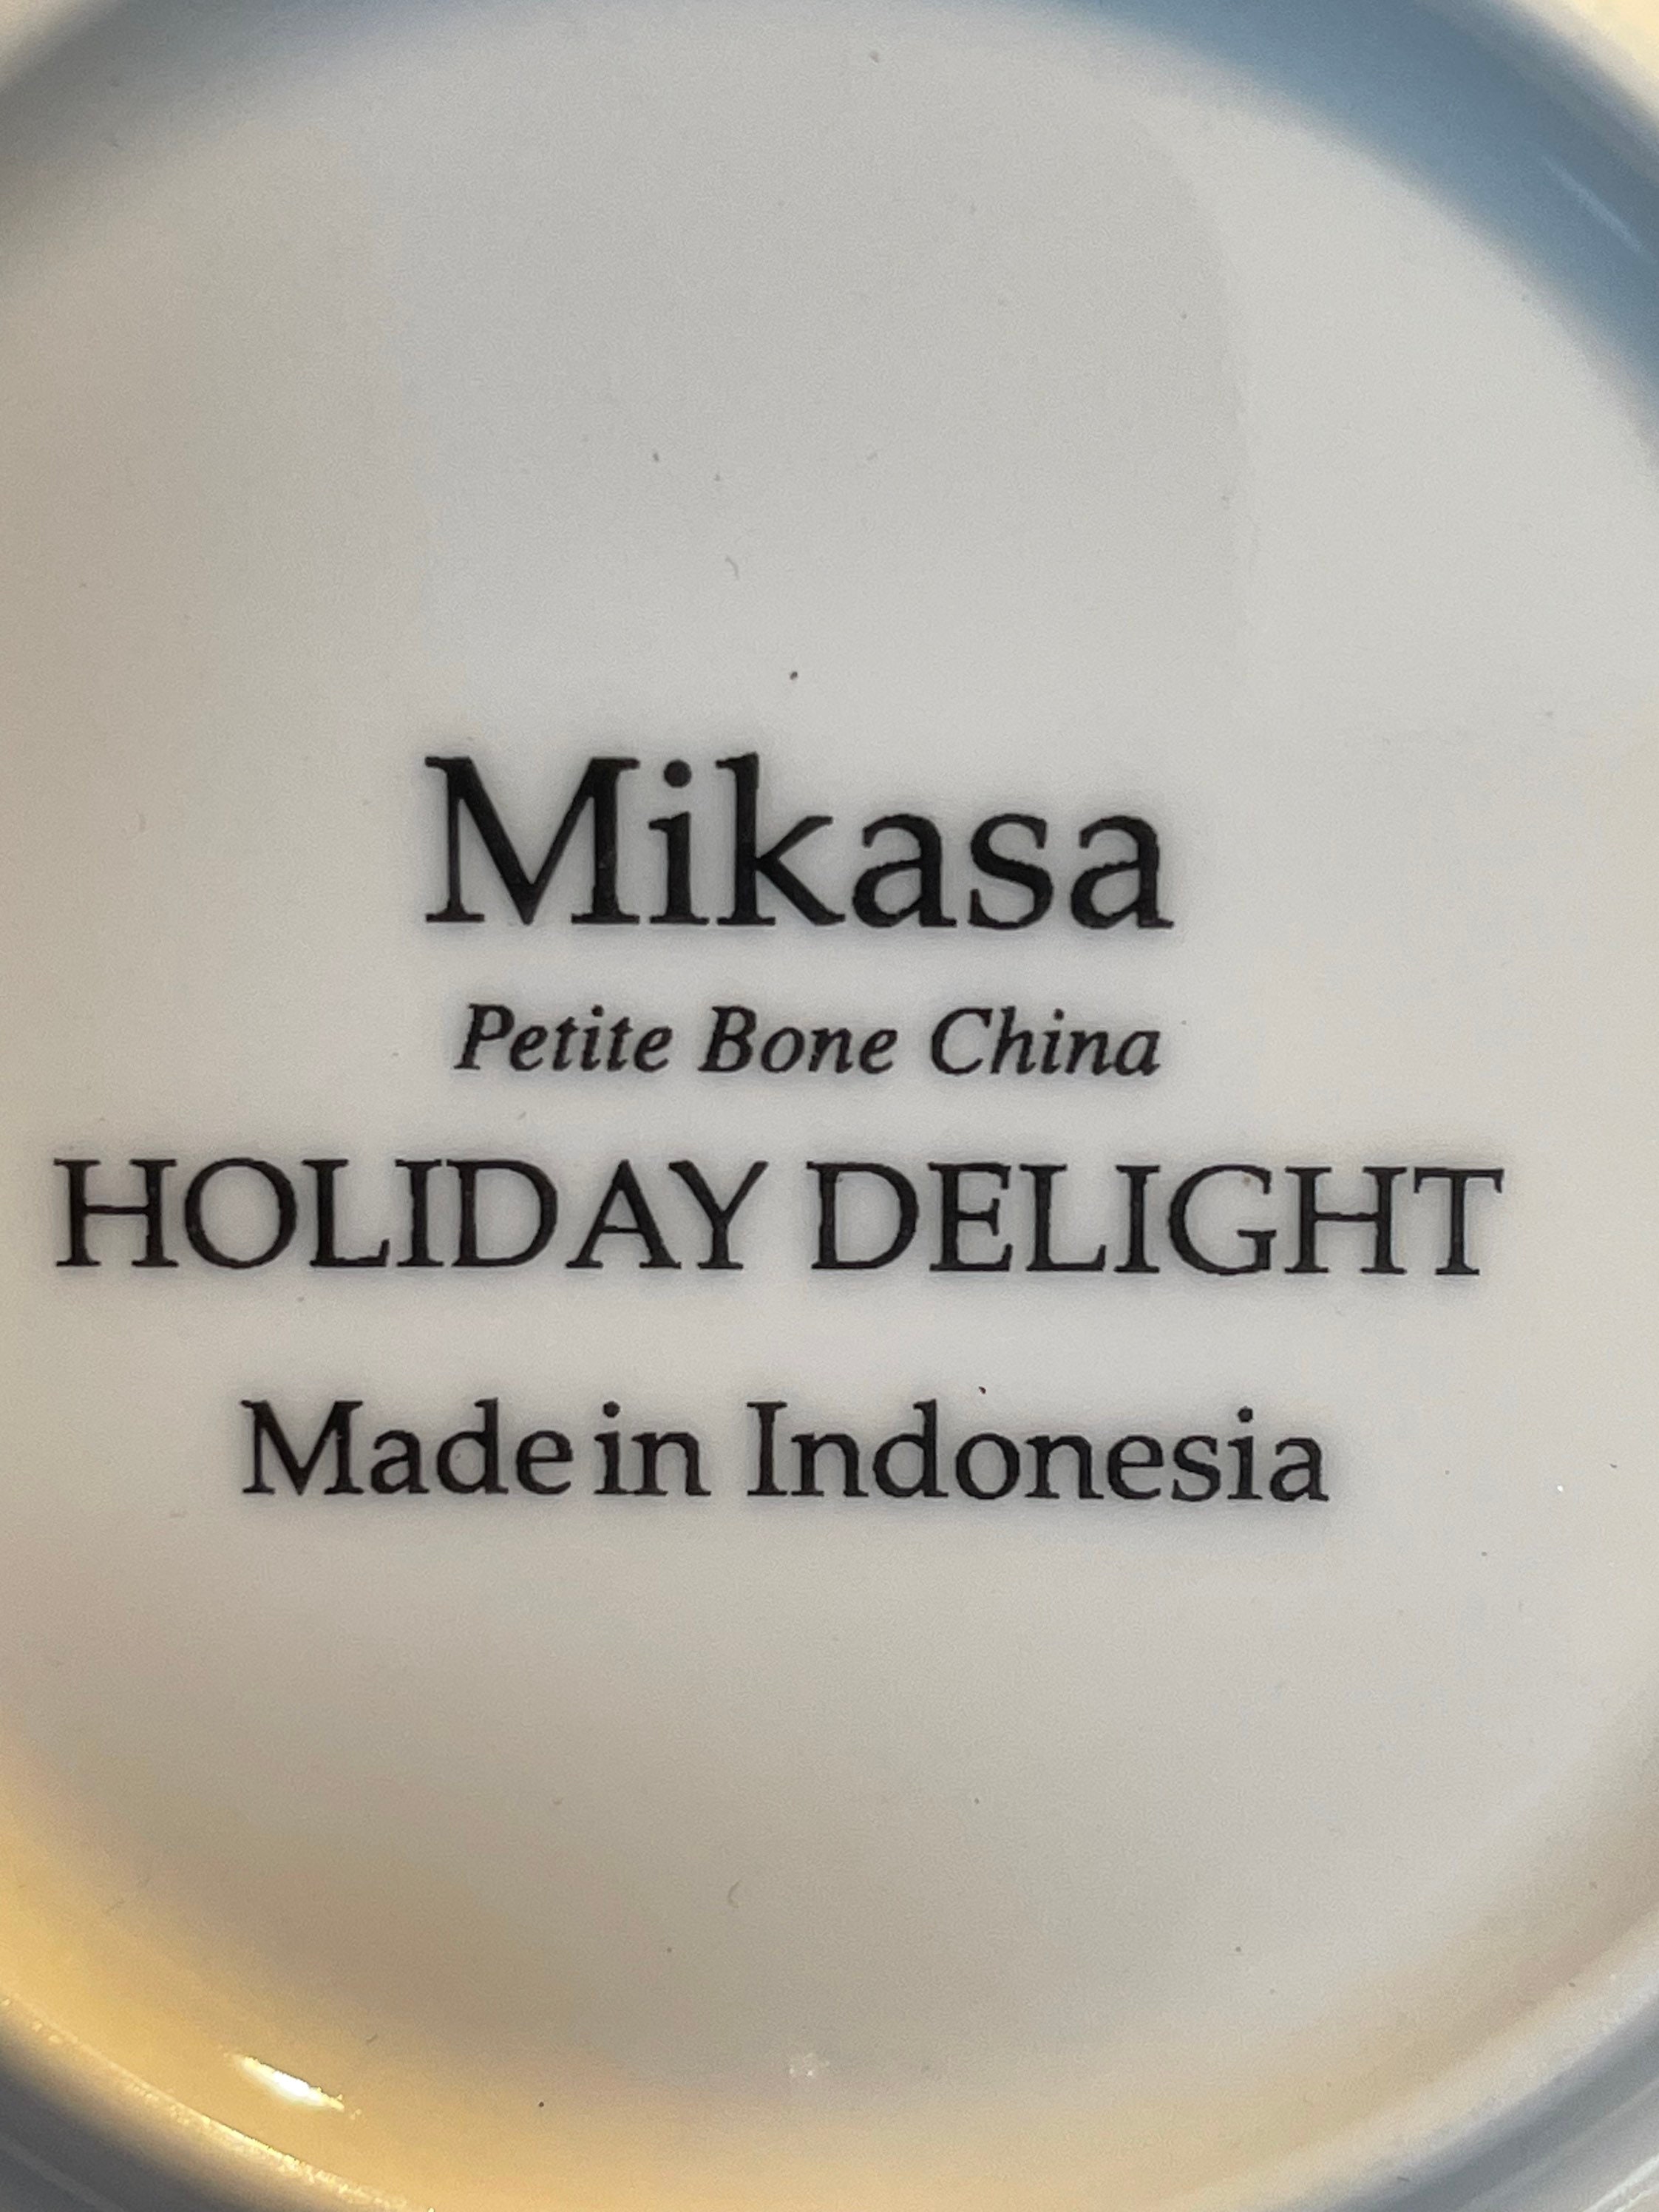 Mikasa
Petite Bone China
HOLIDAY DELIGHT
Made in Indonesia